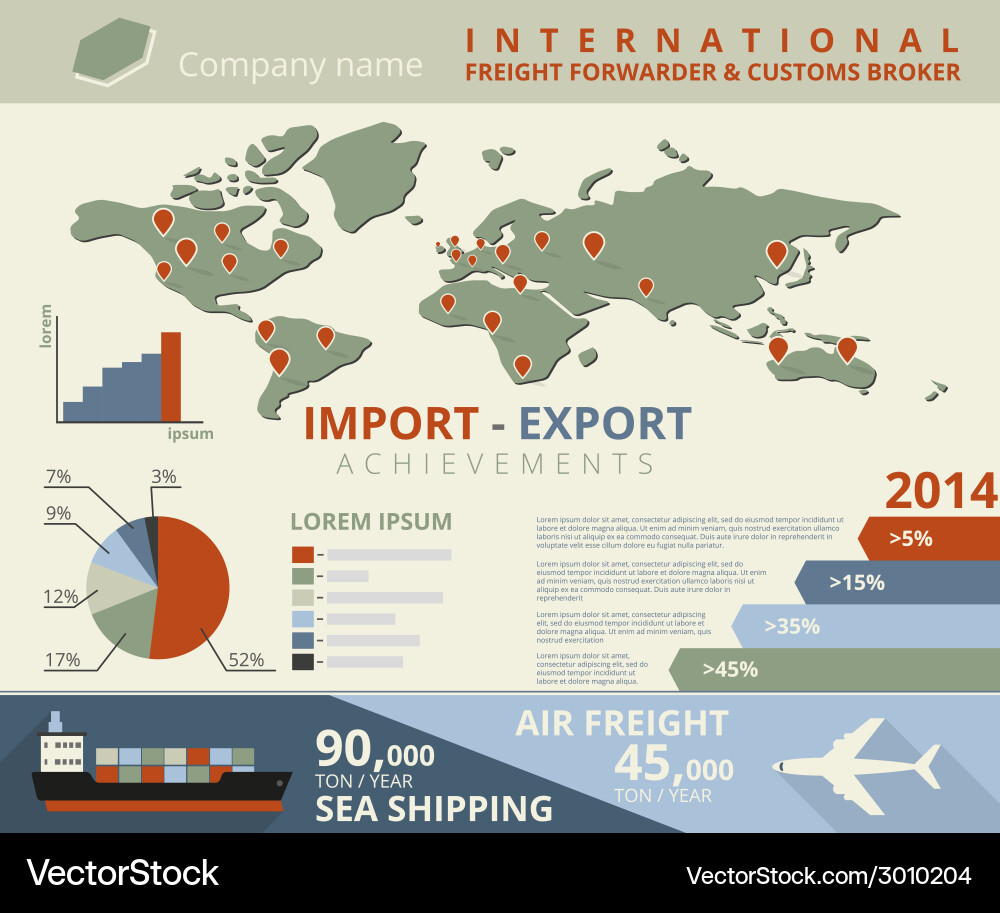 Company name
INTERNATIONAL
FREIGHT FORWARDER & CUSTOMS BROKER
lorem
ipsum
IMPORT - EXPORT
ACHIEVEMENTS
7%
3%
9%
12%
17%
52%
LOREM IPSUM
2014
Lorem ipsum dolor sit amet, consectetur adipiscing elit, sed do eiusmod tempor incididunt ut
labore et dolore magna aliqua. Ut enim ad minim veniam, quis nostrud exercitation ullamco
laboris nisi ut aliquip ex ea commodo consequat. Duis aute irure dolor in reprehenderit in
voluptate velit esse cillum dolore eu fugiat nulla pariatur.
>5%
Lorem ipsum dolor sit amet, consectetur adipiscing elit, sed do
eiusmod tempor incididunt ut labore et dolore magna aliqua. Ut enim
ad minim veniam, quis nostrud exercitation ullamco laboris nisi ut
aliquip ex ea commodo consequat. Duis aute irure dolor in
reprehenderit
>15%
Lorem ipsum dolor sit amet, consectetur adipiscing
elit, sed do eiusmod tempor incididunt ut labore et
dolore magna aliqua. Ut enim ad minim veniam, quis
nostrud exercitation
>35%
Lorem ipsum dolor sit amet,
consectetur adipiscing elit, sed do
eiusmod tempor incididunt ut
labore et dolore magna aliqua.
>45%
90,000
TON / YEAR
SEA SHIPPING
AIR FREIGHT
45,000
TON / YEAR
VectorStock
VectorStock.com/3010204